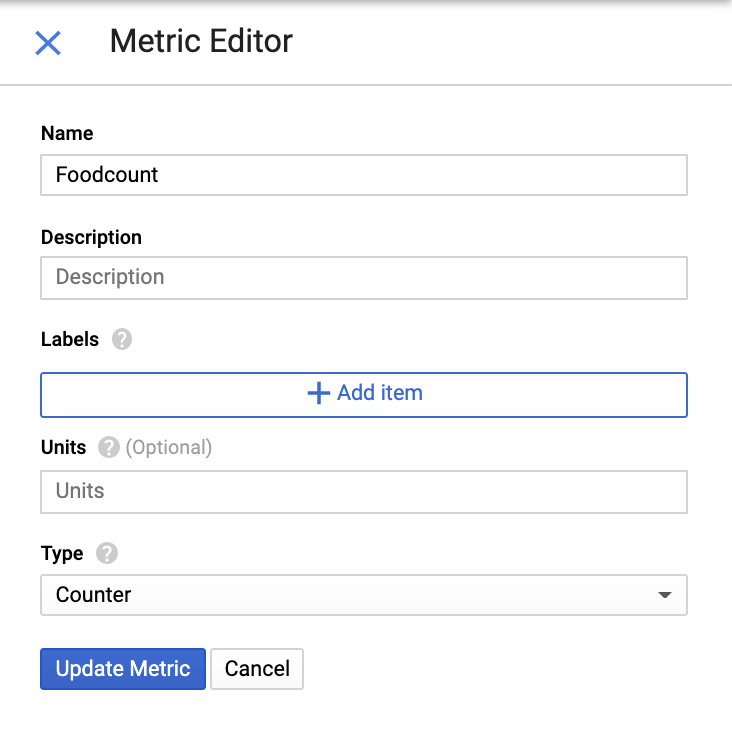 Metric Editor
Name
Foodcount
Description
Description
Labels ?
Add item
Units ? (Optional)
Units
Type ?
Counter
Update Metric Cancel